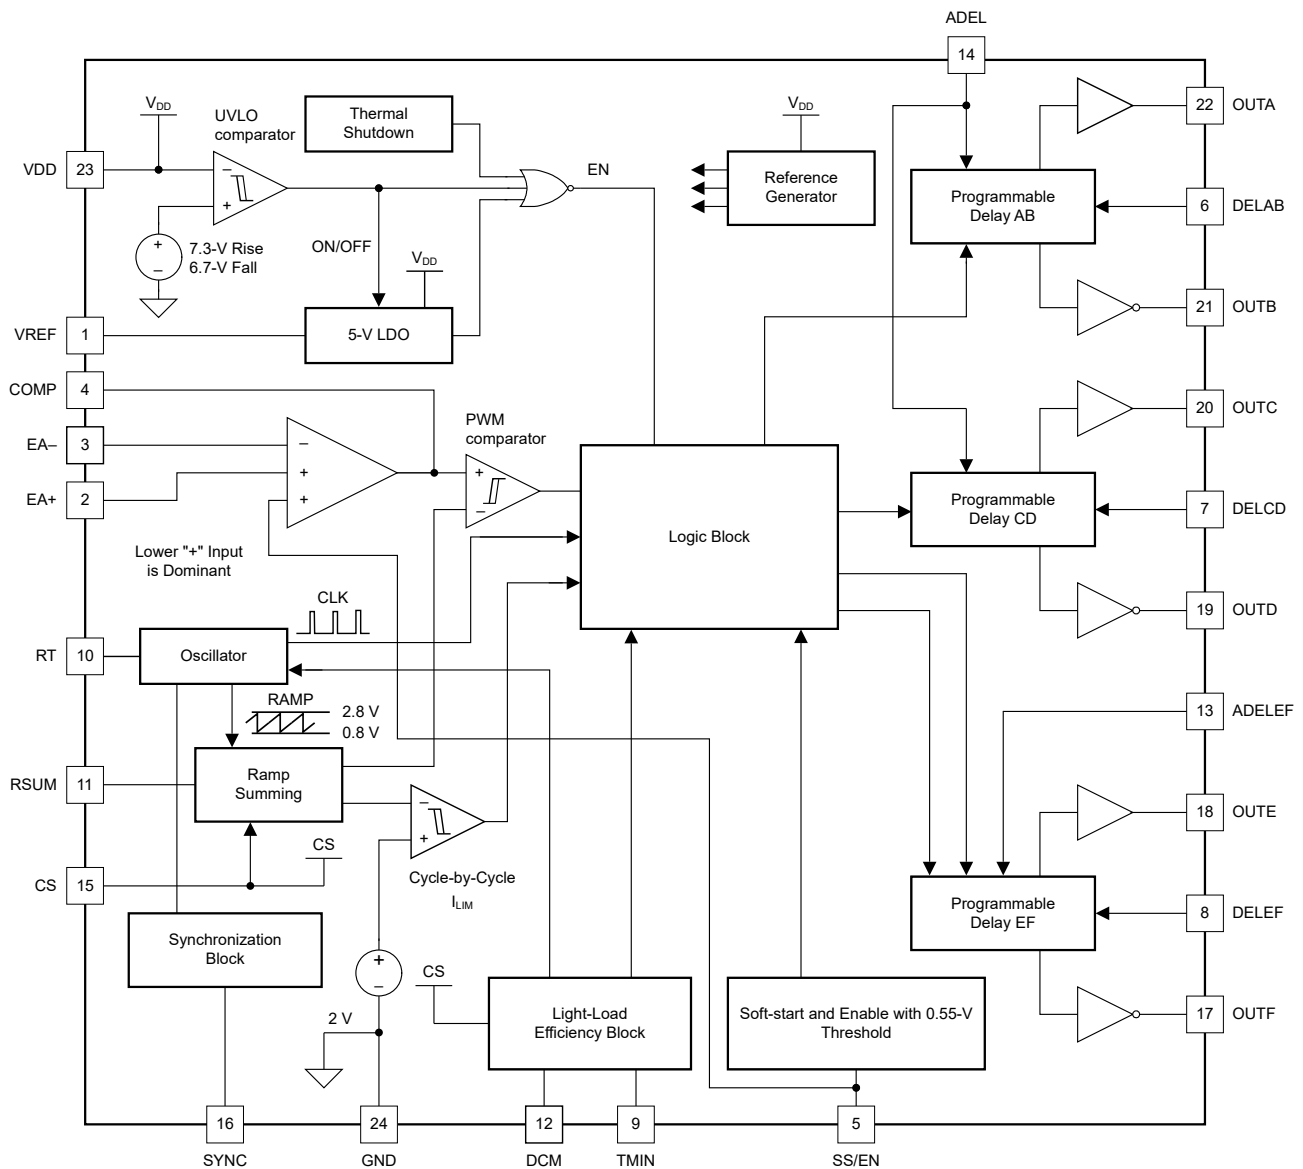 ADEL
14
VDD
23
V_DD
UVLO
comparator
−
+
+
−
7.3-V Rise
6.7-V Fall
Thermal
Shutdown
ON/OFF
V_DD
5-V LDO
EN
V_DD
Reference
Generator
Programmable
Delay AB
22
OUTA
6
DELAB
21
OUTB
VREF
1
COMP
4
EA–
3
EA+
2
−
+
+
PWM
comparator
+
−
Lower "+" Input
is Dominant
Logic Block
Programmable
Delay CD
20
OUTC
7
DELCD
19
OUTD
CLK
RT
10
Oscillator
RAMP
2.8 V
0.8 V
RSUM
11
Ramp
Summing
−
+
Cycle-by-Cycle
I_LIM
CS
15
CS
Synchronization
Block
+
−
2 V
CS
Light-Load
Efficiency Block
Soft-start and Enable with 0.55-V
Threshold
13
ADELEF
18
OUTE
Programmable
Delay EF
8
DELEF
17
OUTF
16
SYNC
24
GND
12
DCM
9
TMIN
5
SS/EN